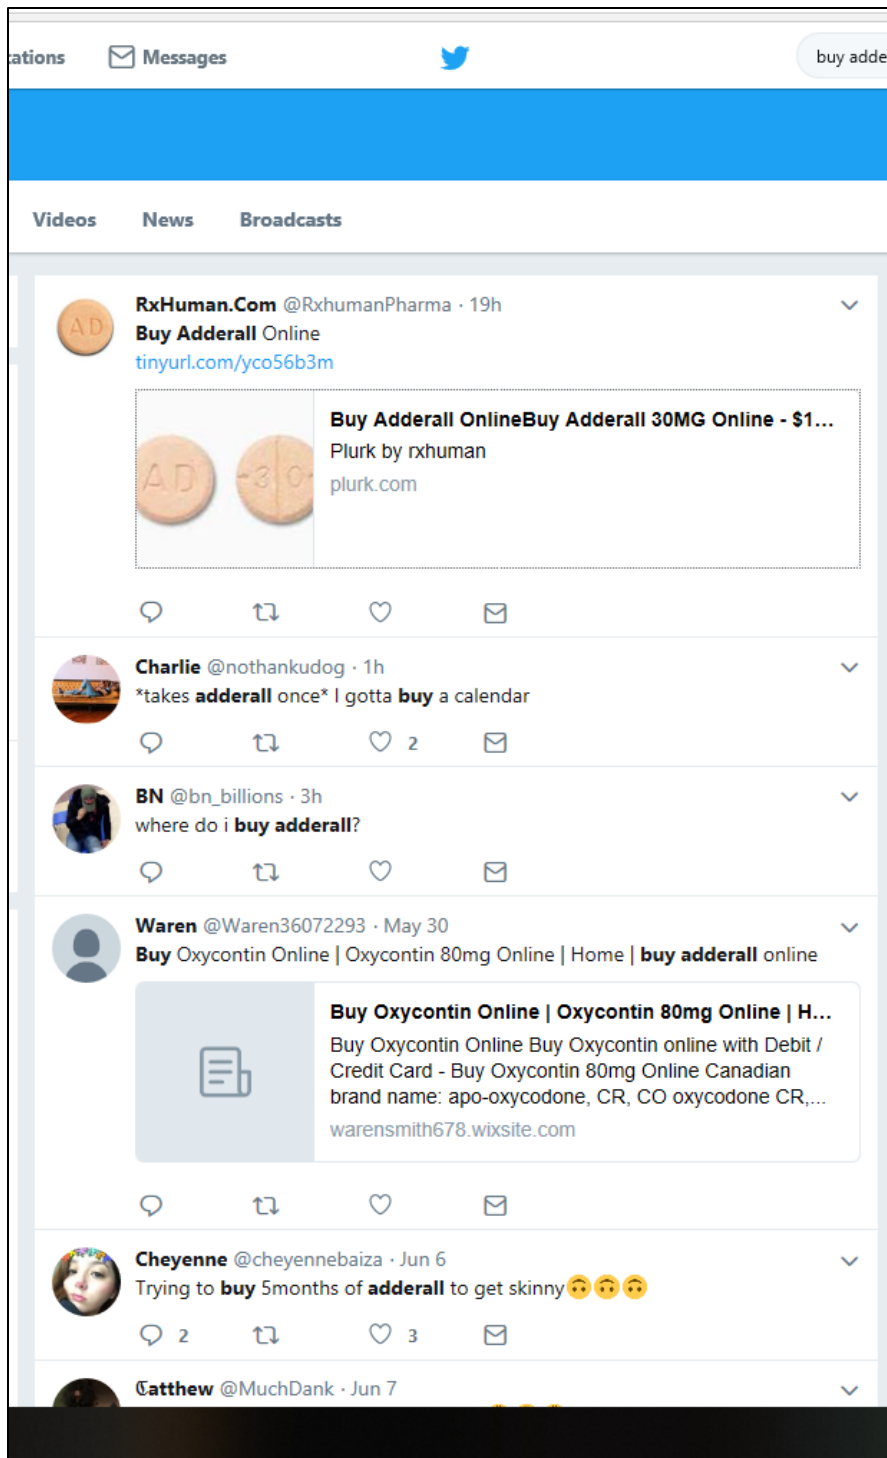 cations
Messages
buy adde
Videos
News
Broadcasts
AD
RxHuman.Com @RxhumanPharma · 19h
Buy Adderall Online
tinyurl.com/yco56b3m
AD
30
Buy Adderall OnlineBuy Adderall 30MG Online - $1...
Plurk by rxhuman
plurk.com
Charlie @nothankudog · 1h
*takes adderall once* I gotta buy a calendar
2
BN @bn_billions · 3h
where do i buy adderall?
Waren @Waren36072293 · May 30
Buy Oxycontin Online | Oxycontin 80mg Online | Home | buy adderall online
Buy Oxycontin Online | Oxycontin 80mg Online | H...
Buy Oxycontin Online Buy Oxycontin online with Debit /
Credit Card - Buy Oxycontin 80mg Online Canadian
brand name: apo-oxycodone, CR, CO oxycodone CR,...
warensmith678.wixsite.com
Cheyenne @cheyennebaiza · Jun 6
Trying to buy 5months of adderall to get skinny🙃🙃🙃
2
3
ℭatthew @MuchDank · Jun 7